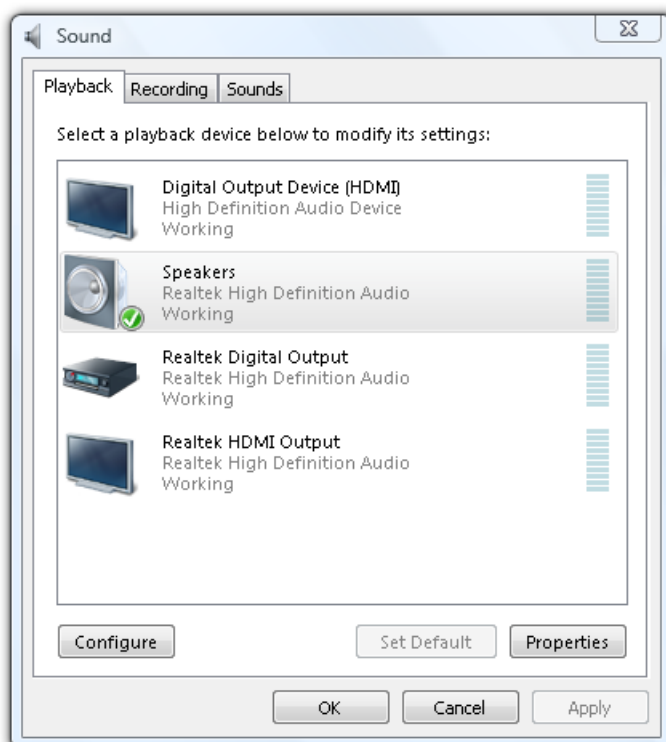 Sound
Playback Recording Sounds
Select a playback device below to modify its settings:
Digital Output Device (HDMI)
High Definition Audio Device
Working
Speakers
Realtek High Definition Audio
Working
Realtek Digital Output
Realtek High Definition Audio
Working
Realtek HDMI Output
Realtek High Definition Audio
Working
Configure Set Default Properties
OK Cancel Apply